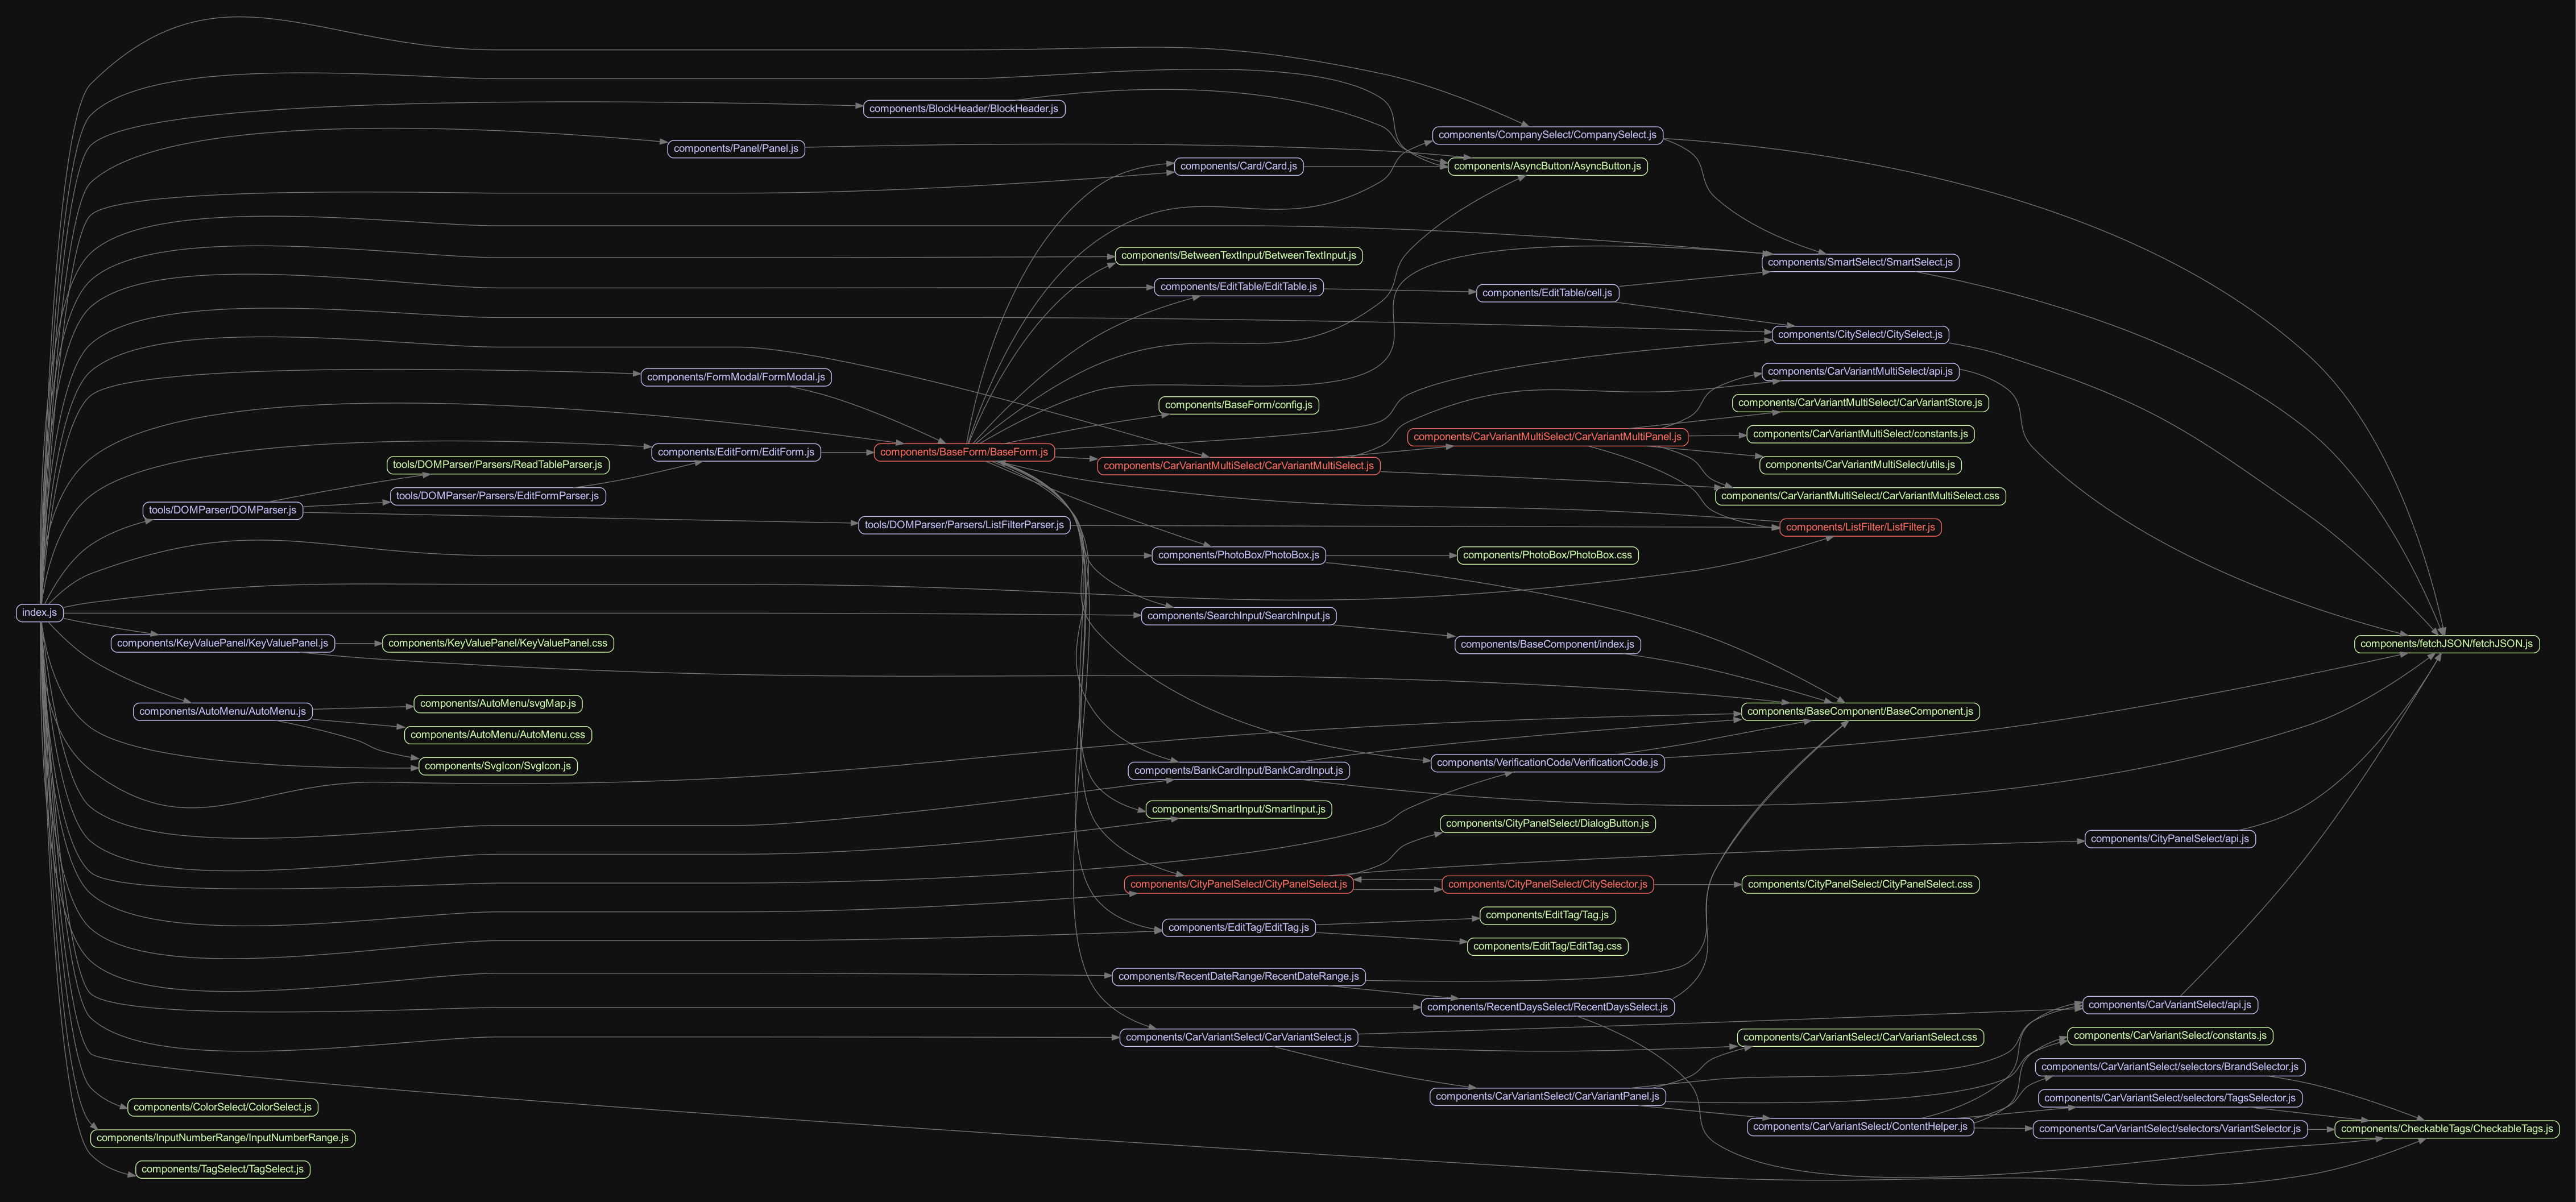 components/BlockHeader/BlockHeader.js
components/CompanySelect/CompanySelect.js
components/Panel/Panel.js
components/Card/Card.js
components/AsyncButton/AsyncButton.js
components/BetweenTextInput/BetweenTextInput.js
components/SmartSelect/SmartSelect.js
components/EditTable/EditTable.js
components/EditTable/cell.js
components/CitySelect/CitySelect.js
components/FormModal/FormModal.js
components/CarVariantMultiSelect/api.js
components/BaseForm/config.js
components/CarVariantMultiSelect/CarVariantStore.js
components/CarVariantMultiSelect/CarVariantMultiPanel.js
components/CarVariantMultiSelect/constants.js
components/EditForm/EditForm.js
components/BaseForm/BaseForm.js
tools/DOMParser/Parsers/ReadTableParser.js
components/CarVariantMultiSelect/CarVariantMultiSelect.js
components/CarVariantMultiSelect/utils.js
tools/DOMParser/Parsers/EditFormParser.js
components/CarVariantMultiSelect/CarVariantMultiSelect.css
tools/DOMParser/DOMParser.js
tools/DOMParser/Parsers/ListFilterParser.js
components/ListFilter/ListFilter.js
components/PhotoBox/PhotoBox.js
components/PhotoBox/PhotoBox.css
index.js
components/SearchInput/SearchInput.js
components/KeyValuePanel/KeyValuePanel.js
components/KeyValuePanel/KeyValuePanel.css
components/BaseComponent/index.js
components/fetchJSON/fetchJSON.js
components/AutoMenu/svgMap.js
components/AutoMenu/AutoMenu.js
components/BaseComponent/BaseComponent.js
components/AutoMenu/AutoMenu.css
components/SvgIcon/SvgIcon.js
components/BankCardInput/BankCardInput.js
components/VerificationCode/VerificationCode.js
components/SmartInput/SmartInput.js
components/CityPanelSelect/DialogButton.js
components/CityPanelSelect/api.js
components/CityPanelSelect/CityPanelSelect.js
components/CityPanelSelect/CitySelector.js
components/CityPanelSelect/CityPanelSelect.css
components/EditTag/Tag.js
components/EditTag/EditTag.js
components/EditTag/EditTag.css
components/RecentDateRange/RecentDateRange.js
components/RecentDaysSelect/RecentDaysSelect.js
components/CarVariantSelect/api.js
components/CarVariantSelect/CarVariantSelect.js
components/CarVariantSelect/CarVariantSelect.css
components/CarVariantSelect/constants.js
components/CarVariantSelect/selectors/BrandSelector.js
components/CarVariantSelect/CarVariantPanel.js
components/CarVariantSelect/selectors/TagsSelector.js
components/ColorSelect/ColorSelect.js
components/CarVariantSelect/ContentHelper.js
components/CarVariantSelect/selectors/VariantSelector.js
components/CheckableTags/CheckableTags.js
components/InputNumberRange/InputNumberRange.js
components/TagSelect/TagSelect.js